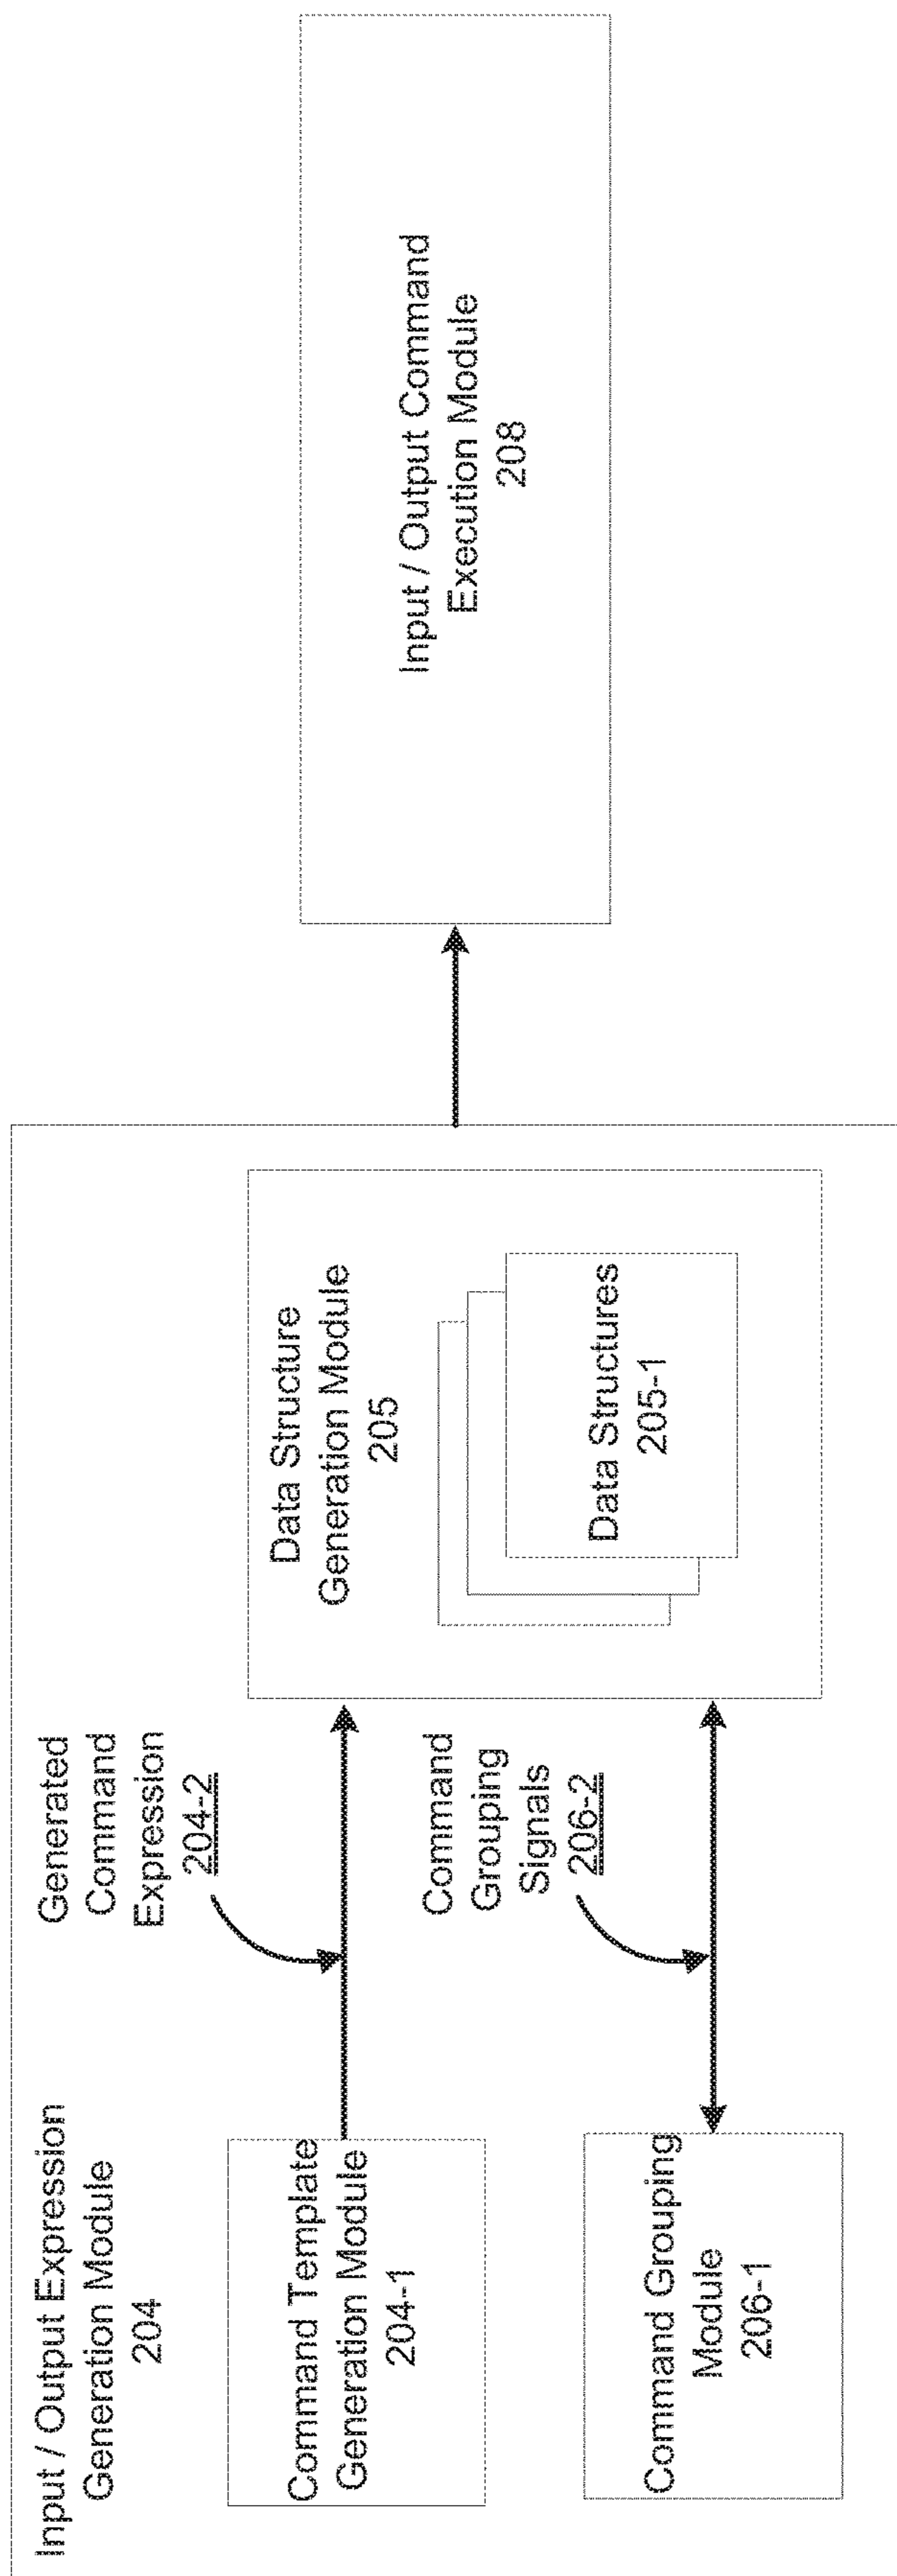 Input / Output Expression
Generation Module
204
Command Template
Generation Module
204-1
Command Grouping
Module
206-1
Generated
Command
Expression
204-2
Command
Grouping
Signals
206-2
Data Structure
Generation Module
205
Data Structures
205-1
Input / Output Command
Execution Module
208